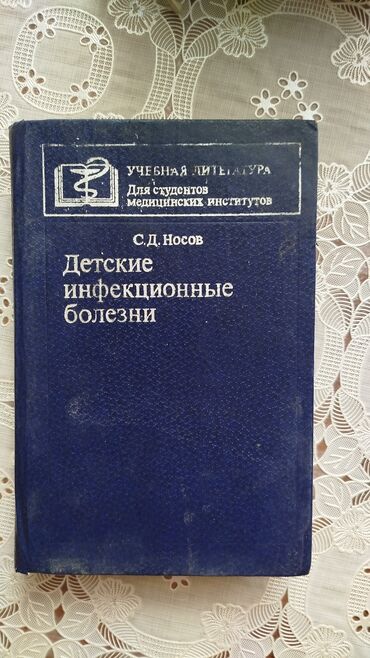 УЧЕБНАЯ ЛИТЕРАТУРА
Для студентов
медицинских институтов
С.Д. Носов
Детские
инфекционные
болезни